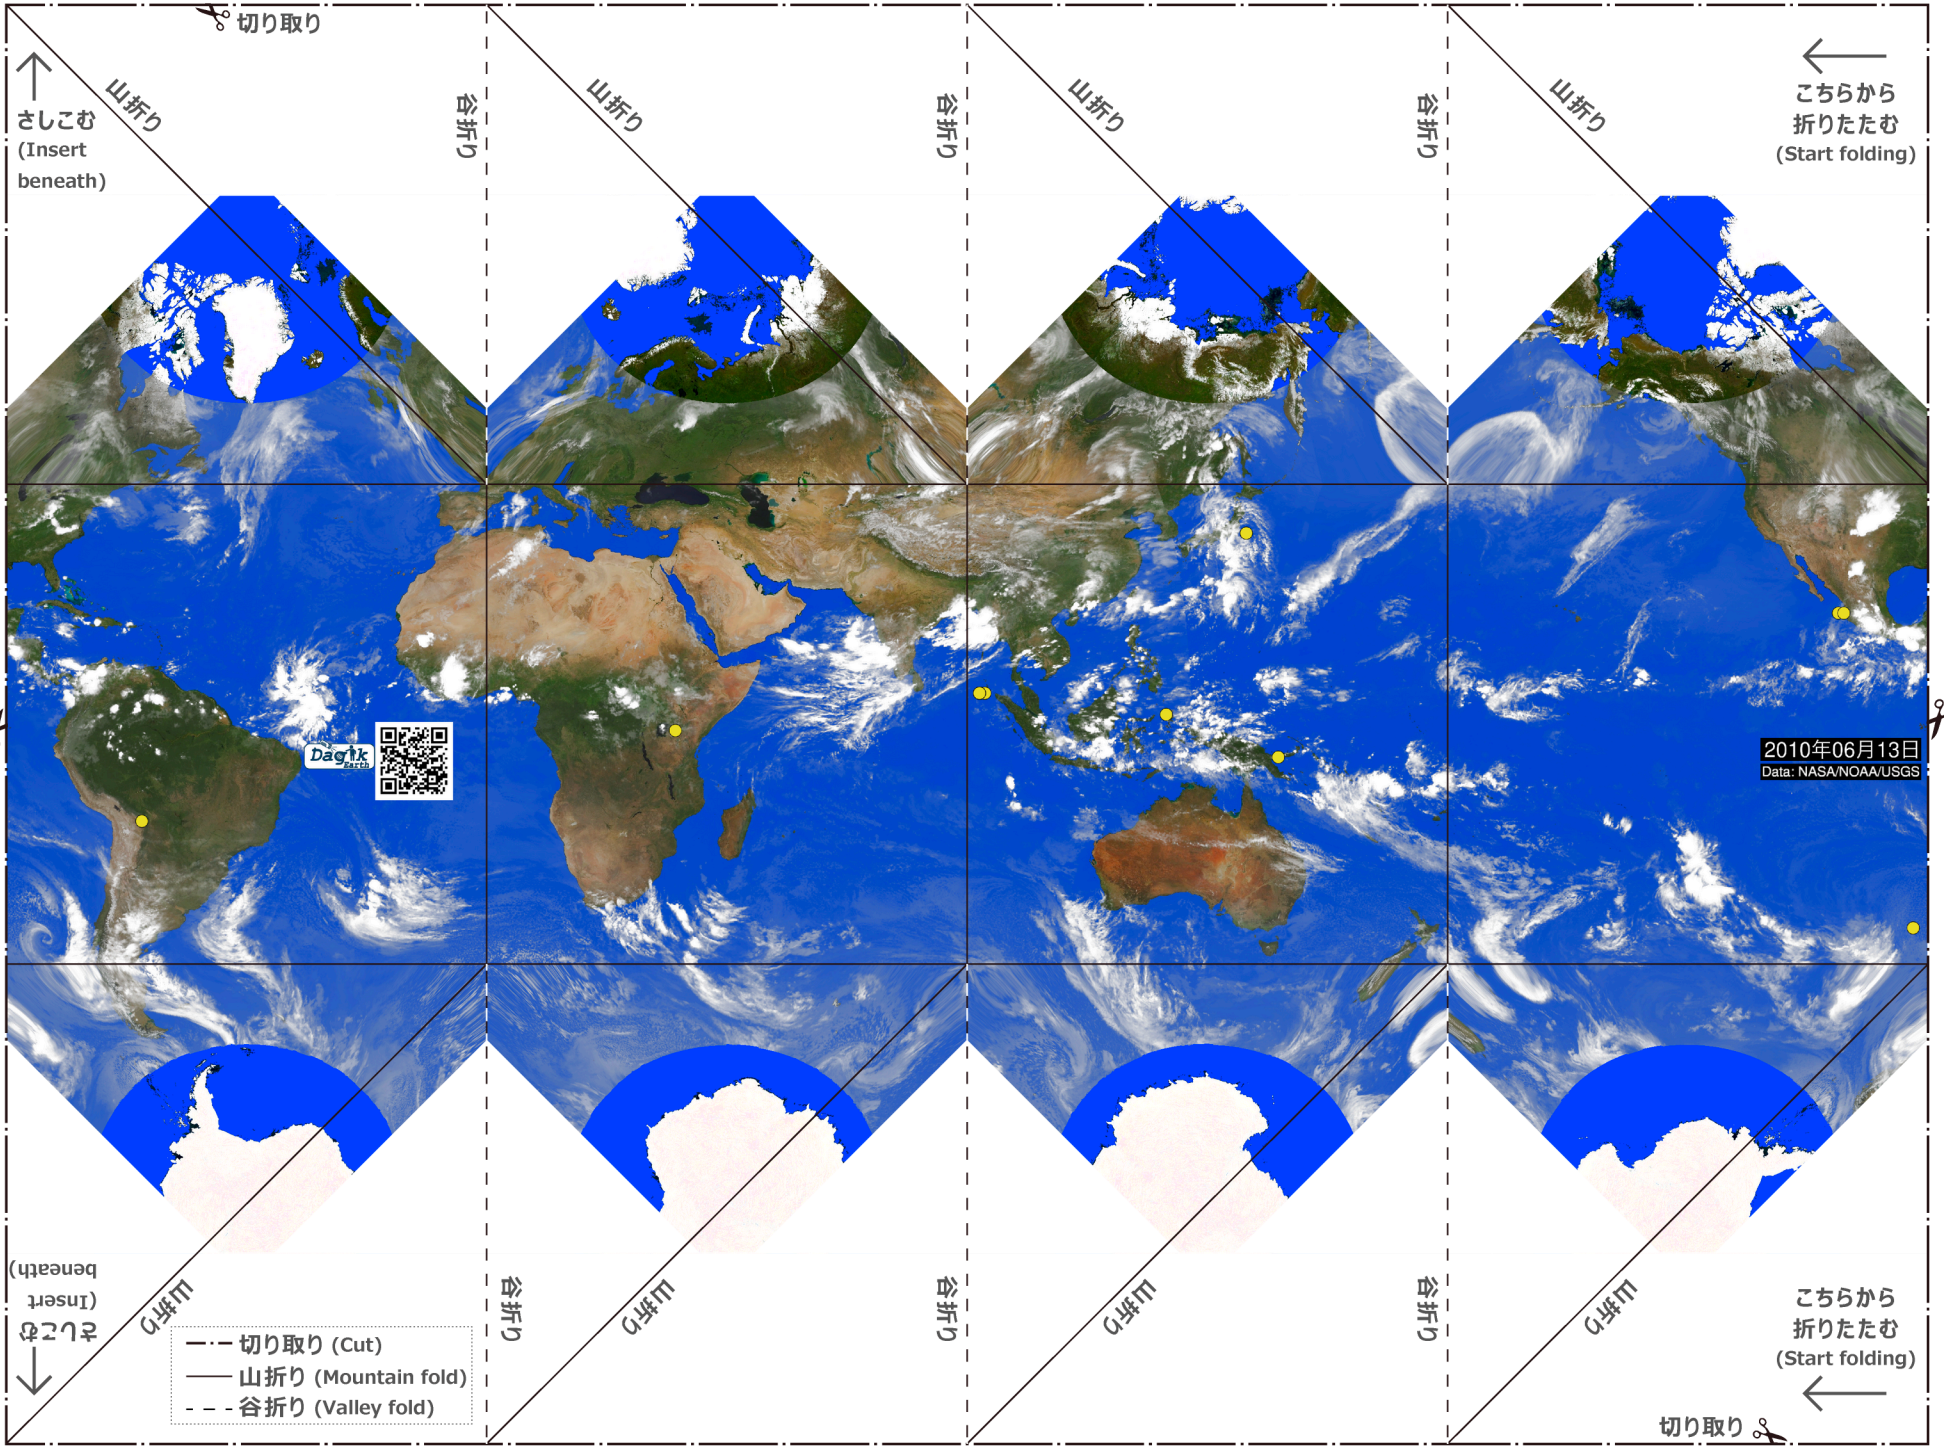 切り取り
さしこむ
(Insert
beneath)
山折り
谷折り
山折り
谷折り
山折り
谷折り
山折り
こちらから
折りたたむ
(Start folding)
Dagik
Earth
2010年06月13日
Data: NASA/NOAA/USGS
さしこむ
(Insert
beneath)
山折り
谷折り
山折り
谷折り
山折り
谷折り
山折り
こちらから
折りたたむ
(Start folding)
切り取り (Cut)
山折り (Mountain fold)
谷折り (Valley fold)
切り取り